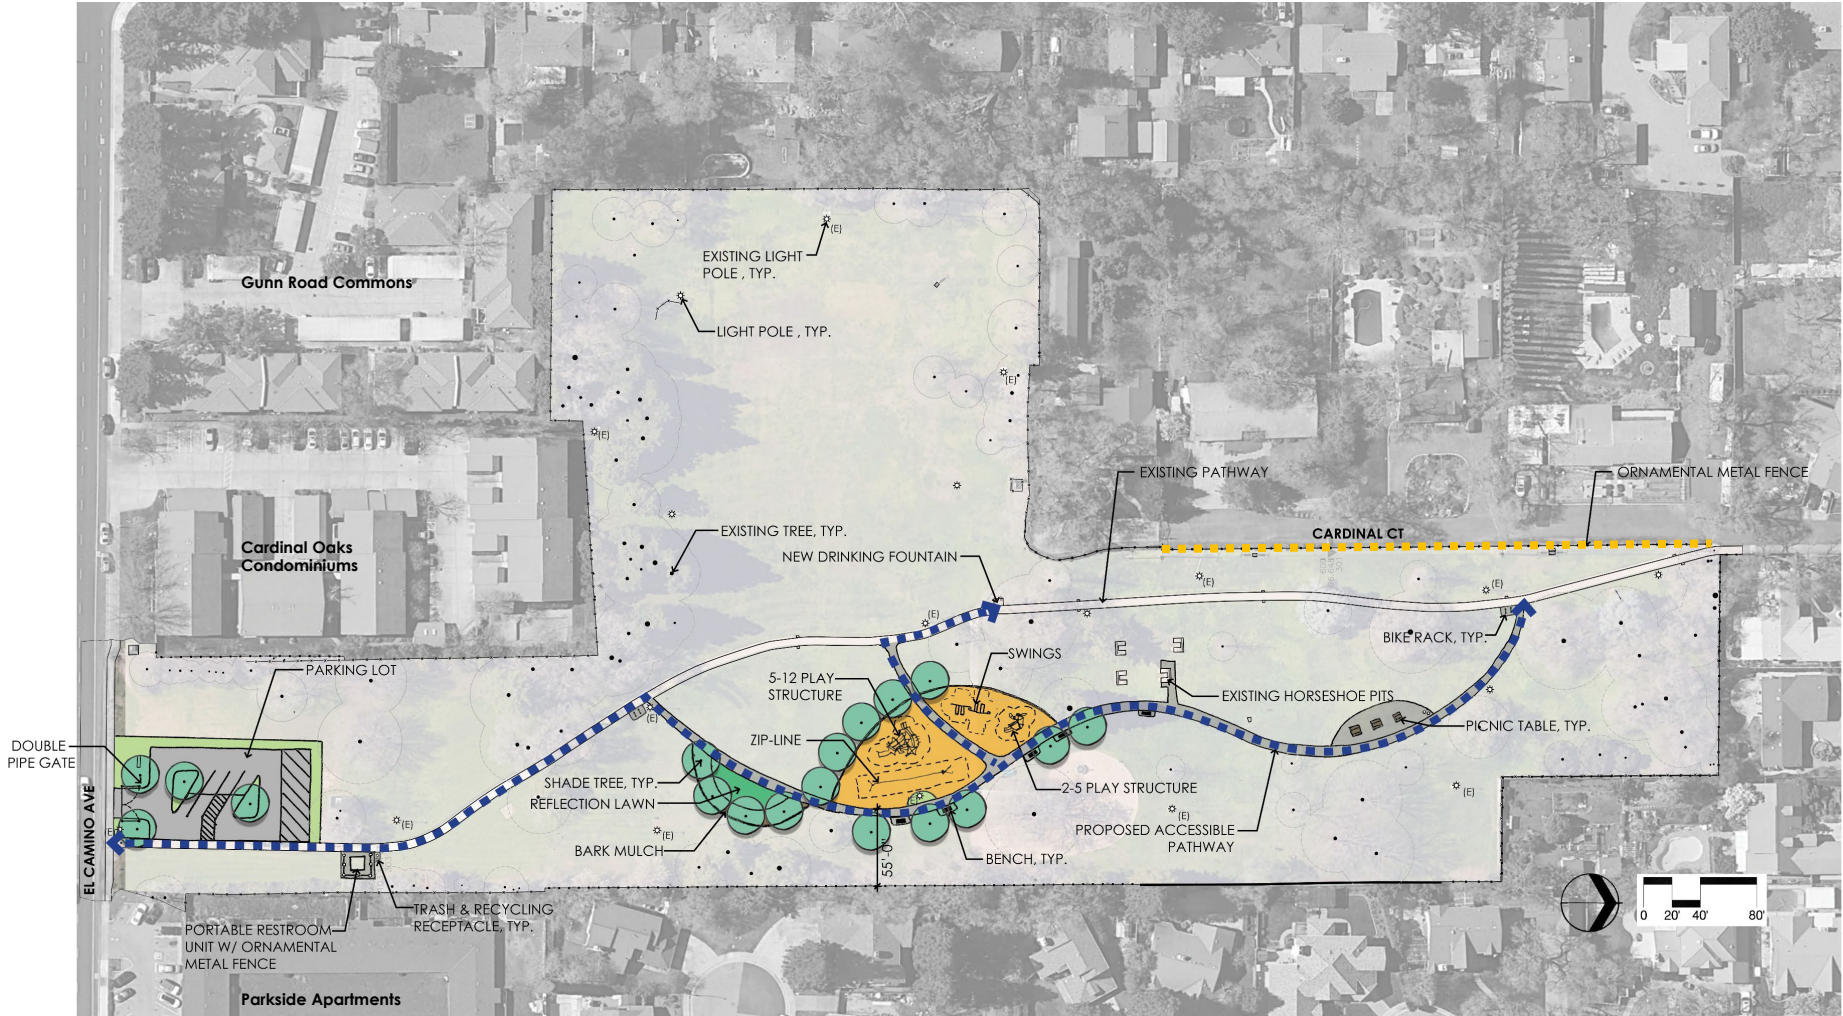 Gunn Road Commons
(E)
EXISTING LIGHT
POLE , TYP.
LIGHT POLE , TYP.
(E)
(E)
EXISTING PATHWAY
ORNAMENTAL METAL FENCE
CARDINAL CT
EXISTING TREE, TYP.
NEW DRINKING FOUNTAIN
Cardinal Oaks
Condominiums
(E)
(E)
(E)
BIKE RACK, TYP.
SWINGS
PARKING LOT
5-12 PLAY
STRUCTURE
EXISTING HORSESHOE PITS
(E)
PICNIC TABLE, TYP.
ZIP-LINE
DOUBLE
PIPE GATE
SHADE TREE, TYP.
2-5 PLAY STRUCTURE
(E)
REFLECTION LAWN
(E)
(E)
(E)
(E)
PROPOSED ACCESSIBLE
PATHWAY
BARK MULCH
BENCH, TYP.
55'-0"
EL CAMINO AVE
TRASH & RECYCLING
RECEPTACLE, TYP.
PORTABLE RESTROOM
UNIT W/ ORNAMENTAL
METAL FENCE
0 20' 40' 80'
Parkside Apartments